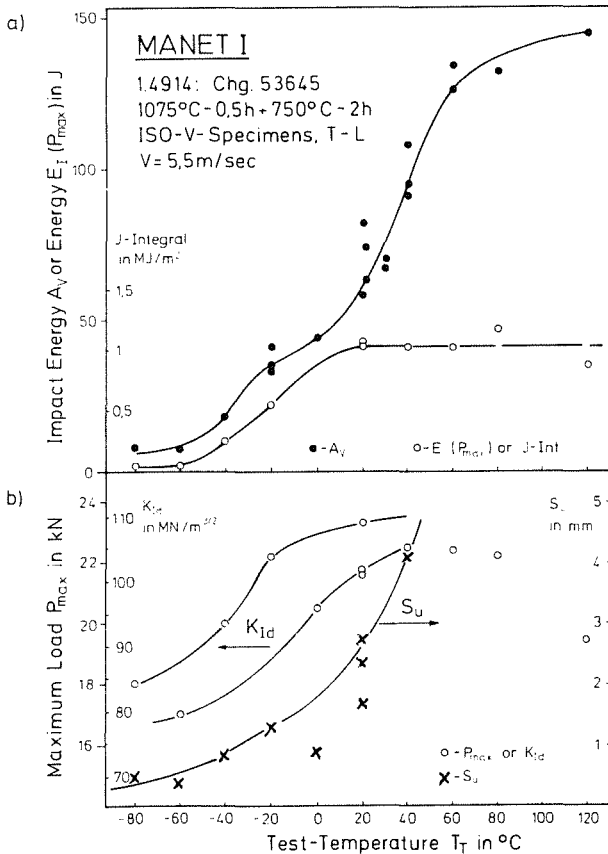 a)
MANET I
1.4914: Chg. 53645
1075°C-0,5h+750°C-2h
ISO-V-Specimens, T-L
V=5,5m/sec
Impact Energy A_V or Energy E_I (P_max) in J
150
100
50
0
J-Integral
in MJ/m²
1,5
1
0,5
●-A_V
○-E (P_max) or J-Int
b)
Maximum Load P_max in kN
24
23
22
20
18
16
K_Id
in MN/m^3/2
110
100
90
80
70
K_Id
S_u
in mm
5
4
3
2
1
○-P_max or K_Id
×-S_u
-80 -60 -40 -20 0 20 40 60 80 100 120
Test-Temperature T_T in °C